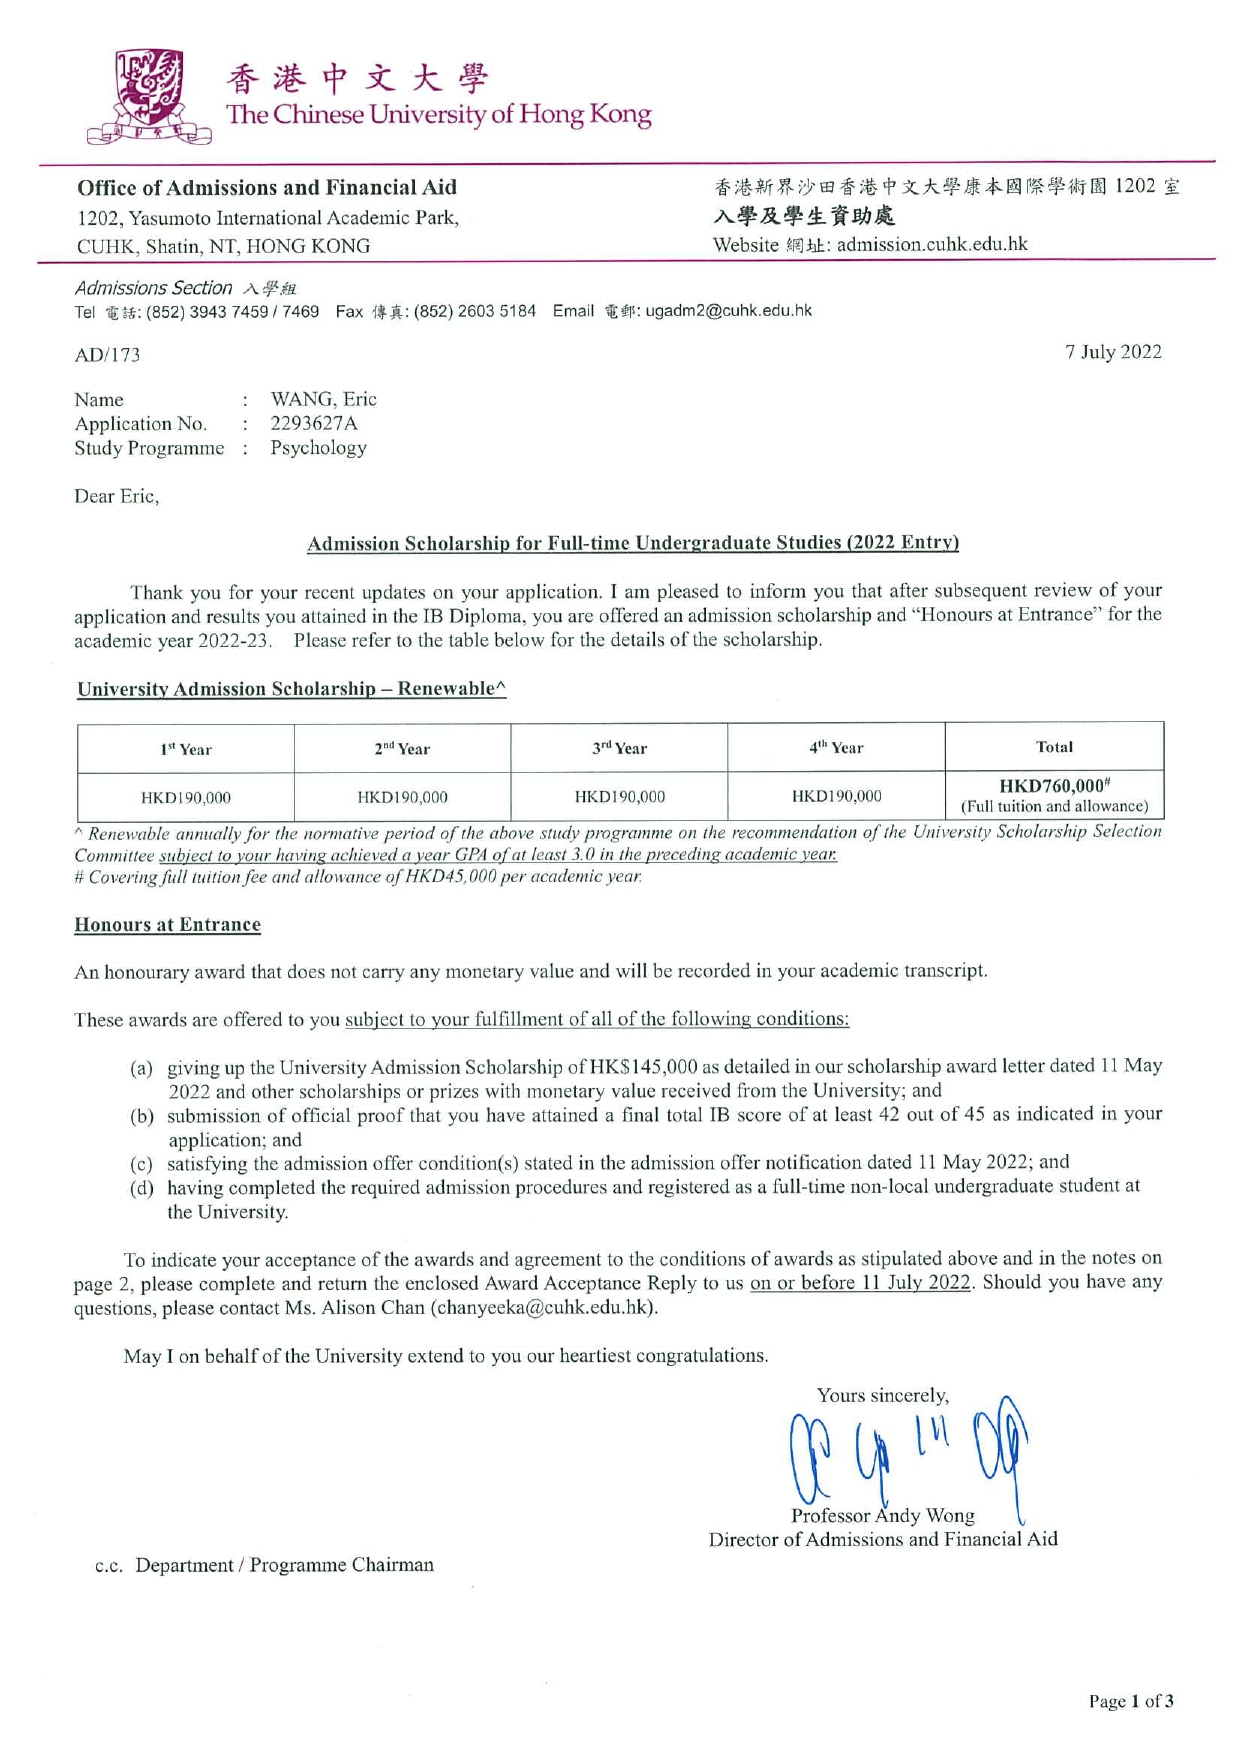 香港中文大學
The Chinese University of Hong Kong
Office of Admissions and Financial Aid
1202, Yasumoto International Academic Park,
CUHK, Shatin, NT, HONG KONG
香港新界沙田香港中文大學康本國際學術園 1202 室
入學及學生資助處
Website 網址: admission.cuhk.edu.hk
Admissions Section 入學組
Tel 電話: (852) 3943 7459 / 7469 Fax 傳真: (852) 2603 5184 Email 電郵: ugadm2@cuhk.edu.hk
AD/173
7 July 2022
Name : WANG, Eric
Application No. : 2293627A
Study Programme : Psychology
Dear Eric,
Admission Scholarship for Full-time Undergraduate Studies (2022 Entry)
Thank you for your recent updates on your application. I am pleased to inform you that after subsequent review of your
application and results you attained in the IB Diploma, you are offered an admission scholarship and “Honours at Entrance” for the
academic year 2022-23. Please refer to the table below for the details of the scholarship.
University Admission Scholarship – Renewable^
1st Year 2nd Year 3rd Year 4th Year Total
HKD190,000 HKD190,000 HKD190,000 HKD190,000 HKD760,000#
(Full tuition and allowance)
^ Renewable annually for the normative period of the above study programme on the recommendation of the University Scholarship Selection
Committee subject to your having achieved a year GPA of at least 3.0 in the preceding academic year.
# Covering full tuition fee and allowance of HKD45,000 per academic year.
Honours at Entrance
An honourary award that does not carry any monetary value and will be recorded in your academic transcript.
These awards are offered to you subject to your fulfillment of all of the following conditions:
(a) giving up the University Admission Scholarship of HK$145,000 as detailed in our scholarship award letter dated 11 May
2022 and other scholarships or prizes with monetary value received from the University; and
(b) submission of official proof that you have attained a final total IB score of at least 42 out of 45 as indicated in your
application; and
(c) satisfying the admission offer condition(s) stated in the admission offer notification dated 11 May 2022; and
(d) having completed the required admission procedures and registered as a full-time non-local undergraduate student at
the University.
To indicate your acceptance of the awards and agreement to the conditions of awards as stipulated above and in the notes on
page 2, please complete and return the enclosed Award Acceptance Reply to us on or before 11 July 2022. Should you have any
questions, please contact Ms. Alison Chan (chanyeeka@cuhk.edu.hk).
May I on behalf of the University extend to you our heartiest congratulations.
Yours sincerely,
Professor Andy Wong
Director of Admissions and Financial Aid
c.c. Department / Programme Chairman
Page 1 of 3